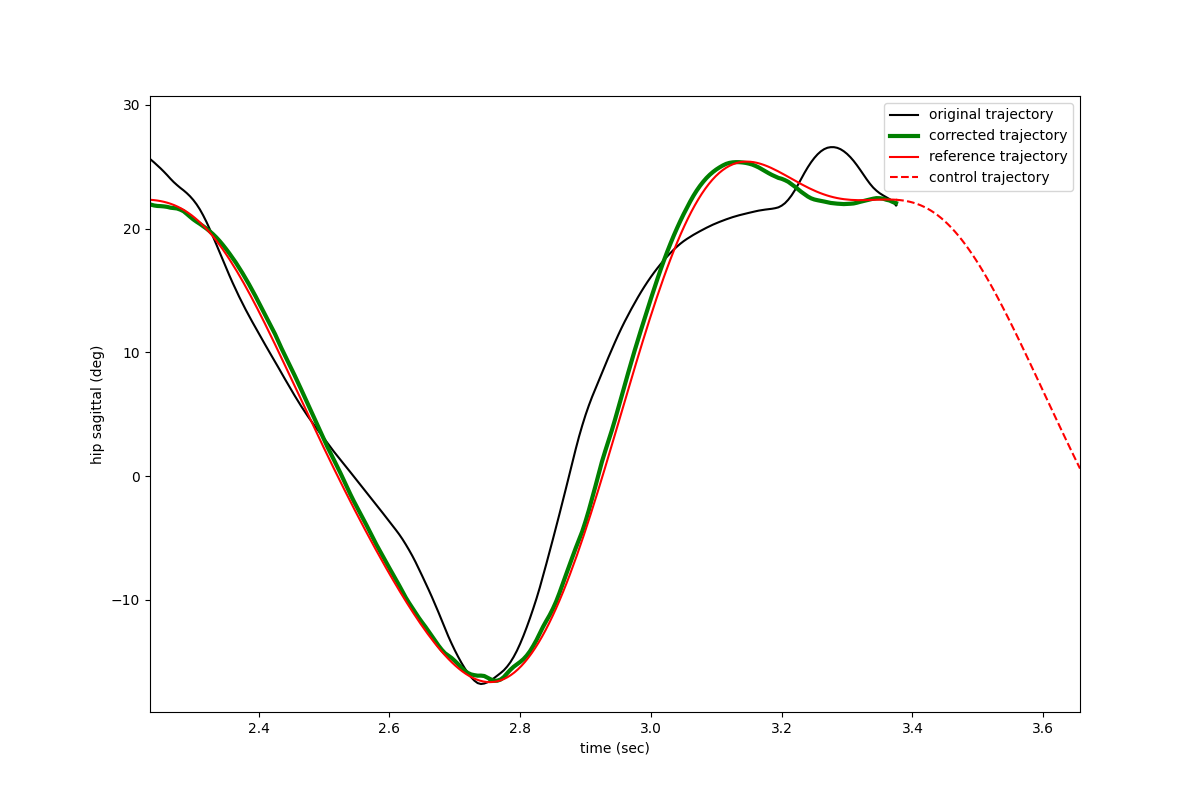 original trajectory
corrected trajectory
reference trajectory
control trajectory
30
20
10
0
−10
hip sagittal (deg)
2.4 2.6 2.8 3.0 3.2 3.4 3.6
time (sec)